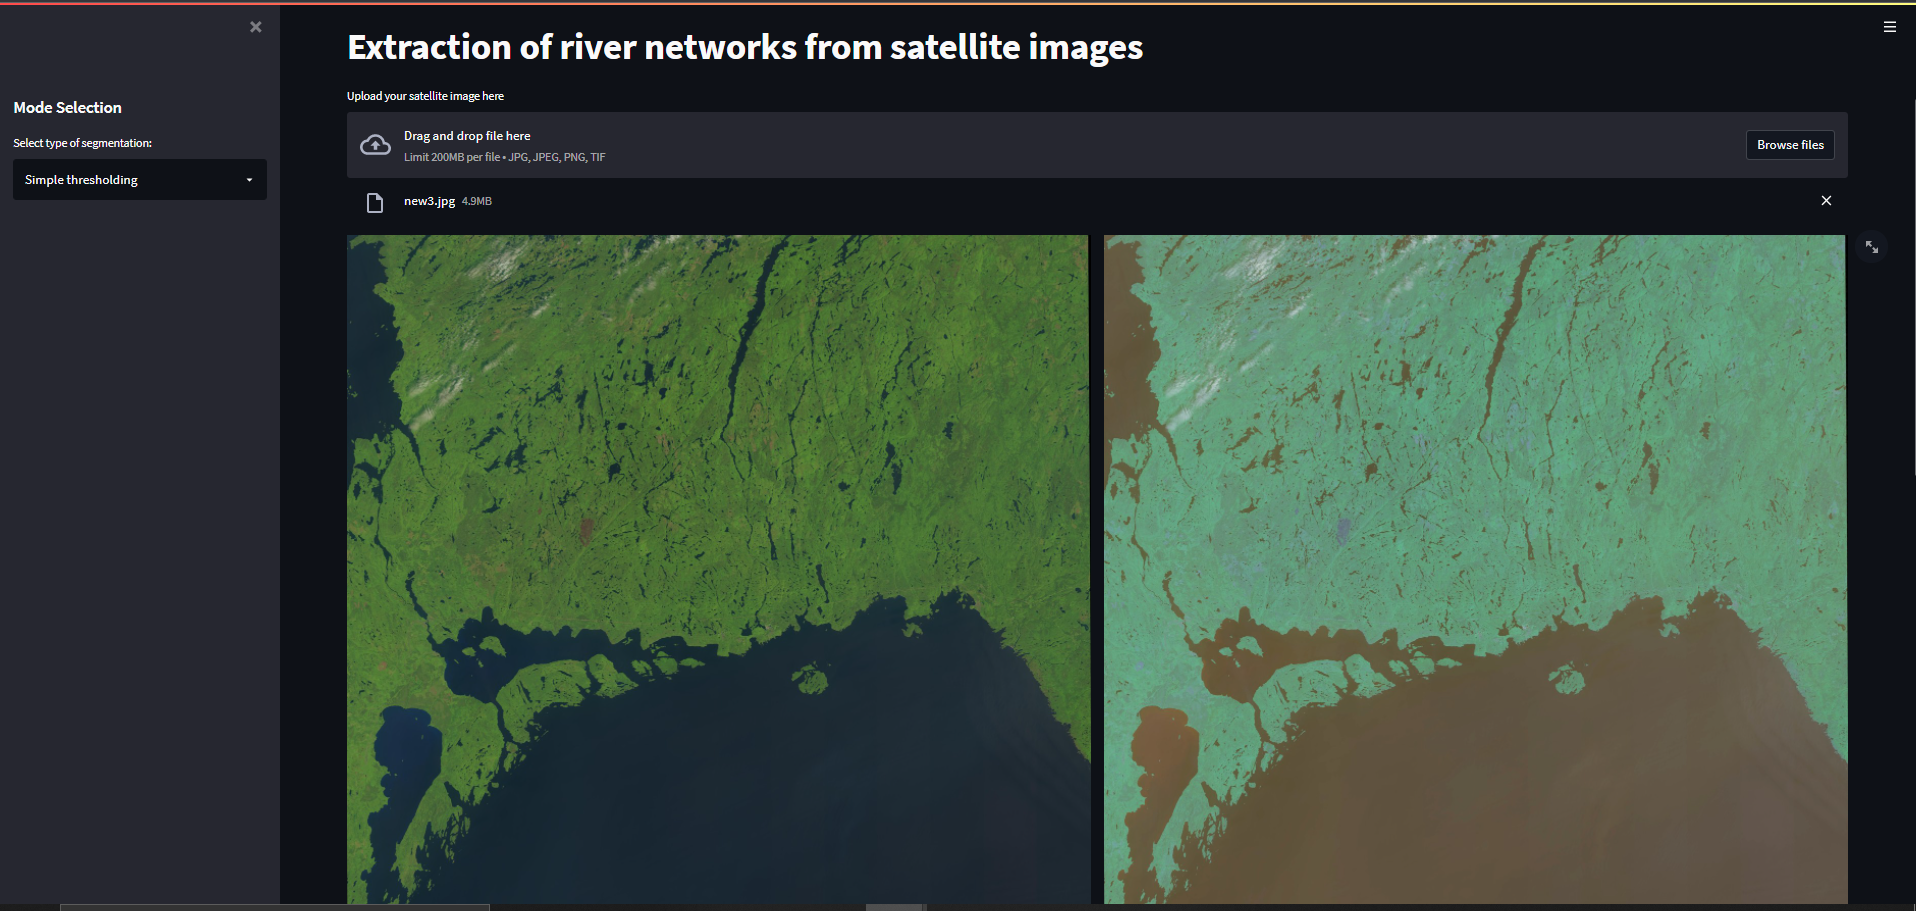 Mode Selection
Select type of segmentation:
Simple thresholding
Extraction of river networks from satellite images
Upload your satellite image here
Drag and drop file here
Limit 200MB per file • JPG, JPEG, PNG, TIF
Browse files
new3.jpg 4.9MB